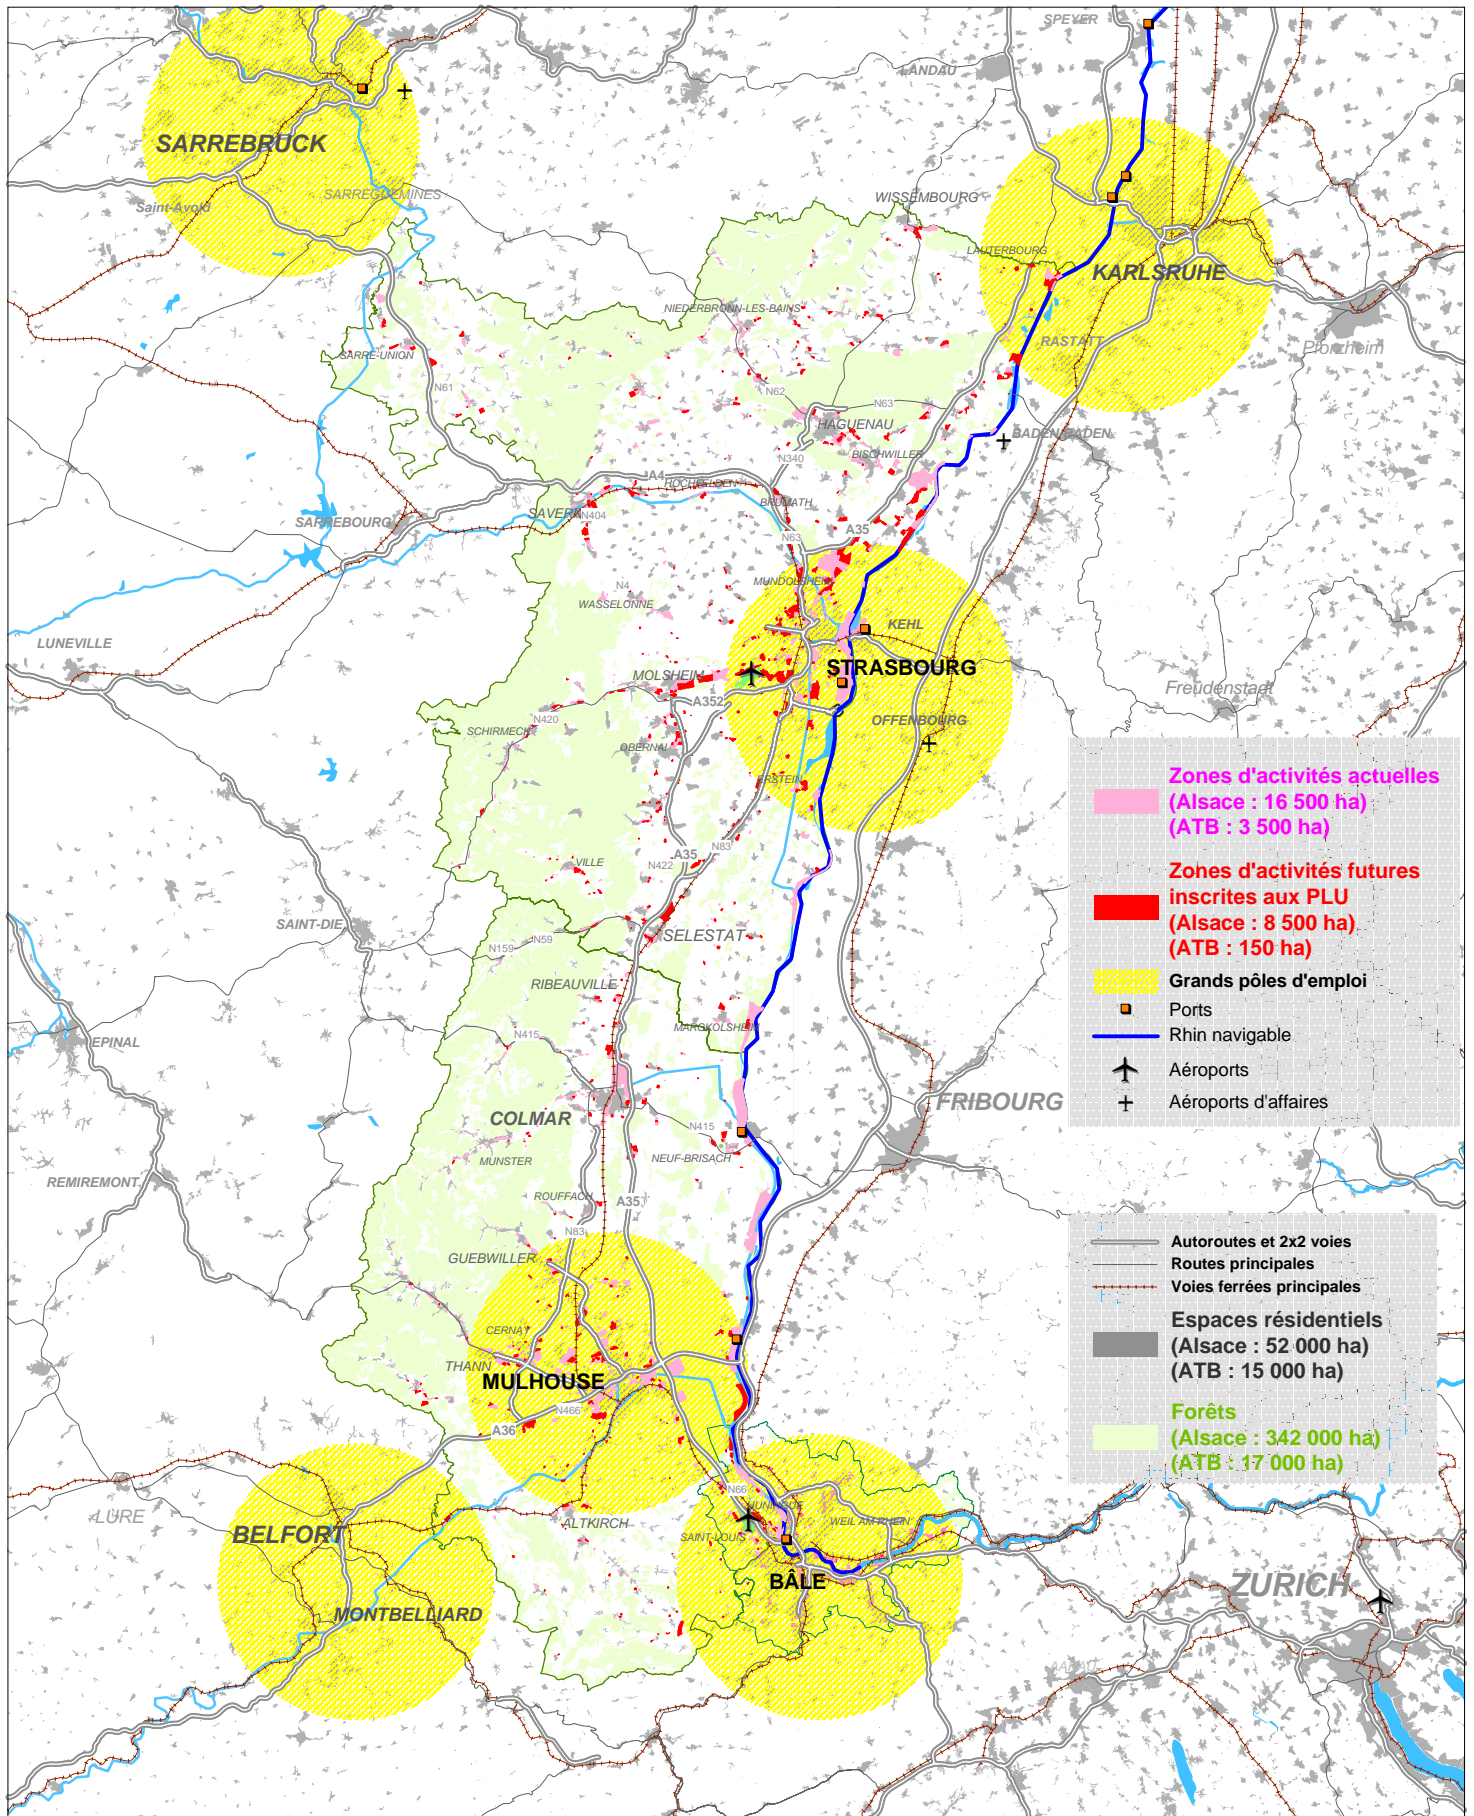 SPEYER
LANDAU
SARREBRUCK
SARREGUEMINES
Saint-Avold
WISSEMBOURG
LAUTERBOURG
KARLSRUHE
NIEDERBRONN-LES-BAINS
RASTATT
Pforzheim
SARRE-UNION
N61
N62
N63
HAGUENAU
BADEN-BADEN
BISCHWILLER
N340
A4
HOCHFELDEN
BRUMATH
SARREBOURG
SAVERN
N404
A35
N63
MUNDOLSHEIM
N4
WASSELONNE
KEHL
LUNEVILLE
STRASBOURG
MOLSHEIM
Freudenstadt
A352
N420
OFFENBOURG
SCHIRMECK
OBERNAI
ERSTEIN
Zones d'activités actuelles
(Alsace : 16 500 ha)
(ATB : 3 500 ha)
N83
A35
N422
VILLE
Zones d'activités futures
inscrites aux PLU
(Alsace : 8 500 ha)
(ATB : 150 ha)
SAINT-DIE
SELESTAT
N59
N159
Grands pôles d'emploi
RIBEAUVILLE
Ports
MARCKOLSHEIM
N415
Rhin navigable
EPINAL
Aéroports
FRIBOURG
Aéroports d'affaires
COLMAR
N415
MUNSTER
NEUF-BRISACH
REMIREMONT
ROUFFACH
A35
N83
Autoroutes et 2x2 voies
GUEBWILLER
Routes principales
Voies ferrées principales
Espaces résidentiels
(Alsace : 52 000 ha)
(ATB : 15 000 ha)
CERNAY
THANN
MULHOUSE
N466
A36
Forêts
(Alsace : 342 000 ha)
(ATB : 17 000 ha)
N66
HUNINGUE
LURE
ALTKIRCH
WEIL AM RHEIN
BELFORT
SAINT-LOUIS
BÂLE
ZURICH
MONTBELLIARD